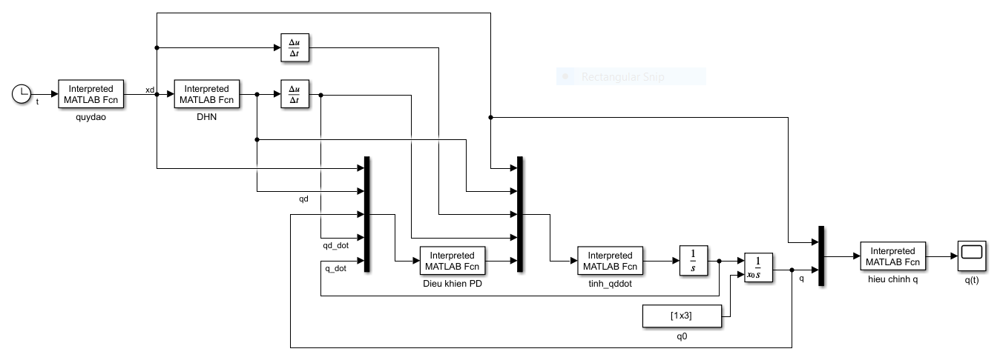 Δu
Δt
Rectangular Snip
t
Interpreted
MATLAB Fcn
quydao
xd
Interpreted
MATLAB Fcn
DHN
Δu
Δt
qd
qd_dot
q_dot
Interpreted
MATLAB Fcn
Dieu khien PD
Interpreted
MATLAB Fcn
tinh_qddot
1
s
1
x₀ s
q
Interpreted
MATLAB Fcn
hieu chinh q
q(t)
[1x3]
q0